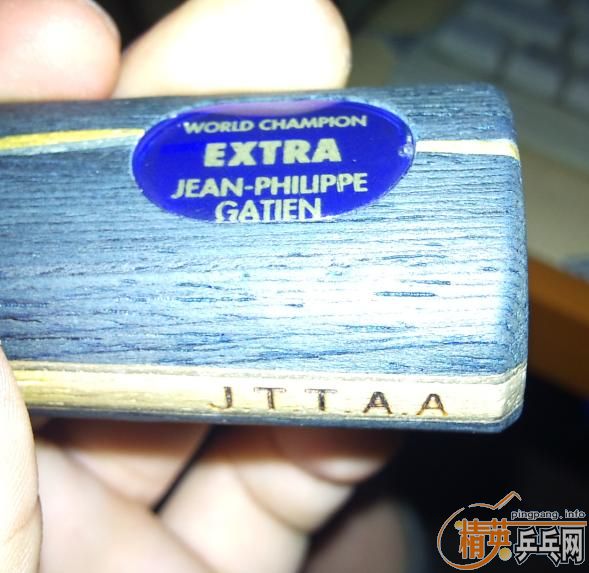 WORLD CHAMPION
EXTRA
JEAN-PHILIPPE
GATIEN
J.T.T.A.A
pingpang.info
精英乒乓网